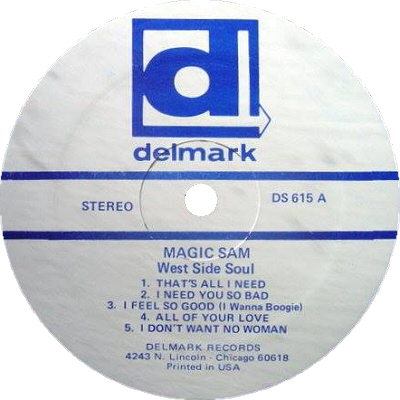 d
delmark
STEREO DS 615 A
MAGIC SAM
West Side Soul
1. THAT'S ALL I NEED
2. I NEED YOU SO BAD
3. I FEEL SO GOOD (I Wanna Boogie)
4. ALL OF YOUR LOVE
5. I DON'T WANT NO WOMAN
DELMARK RECORDS
4243 N. Lincoln - Chicago 60618
Printed in USA